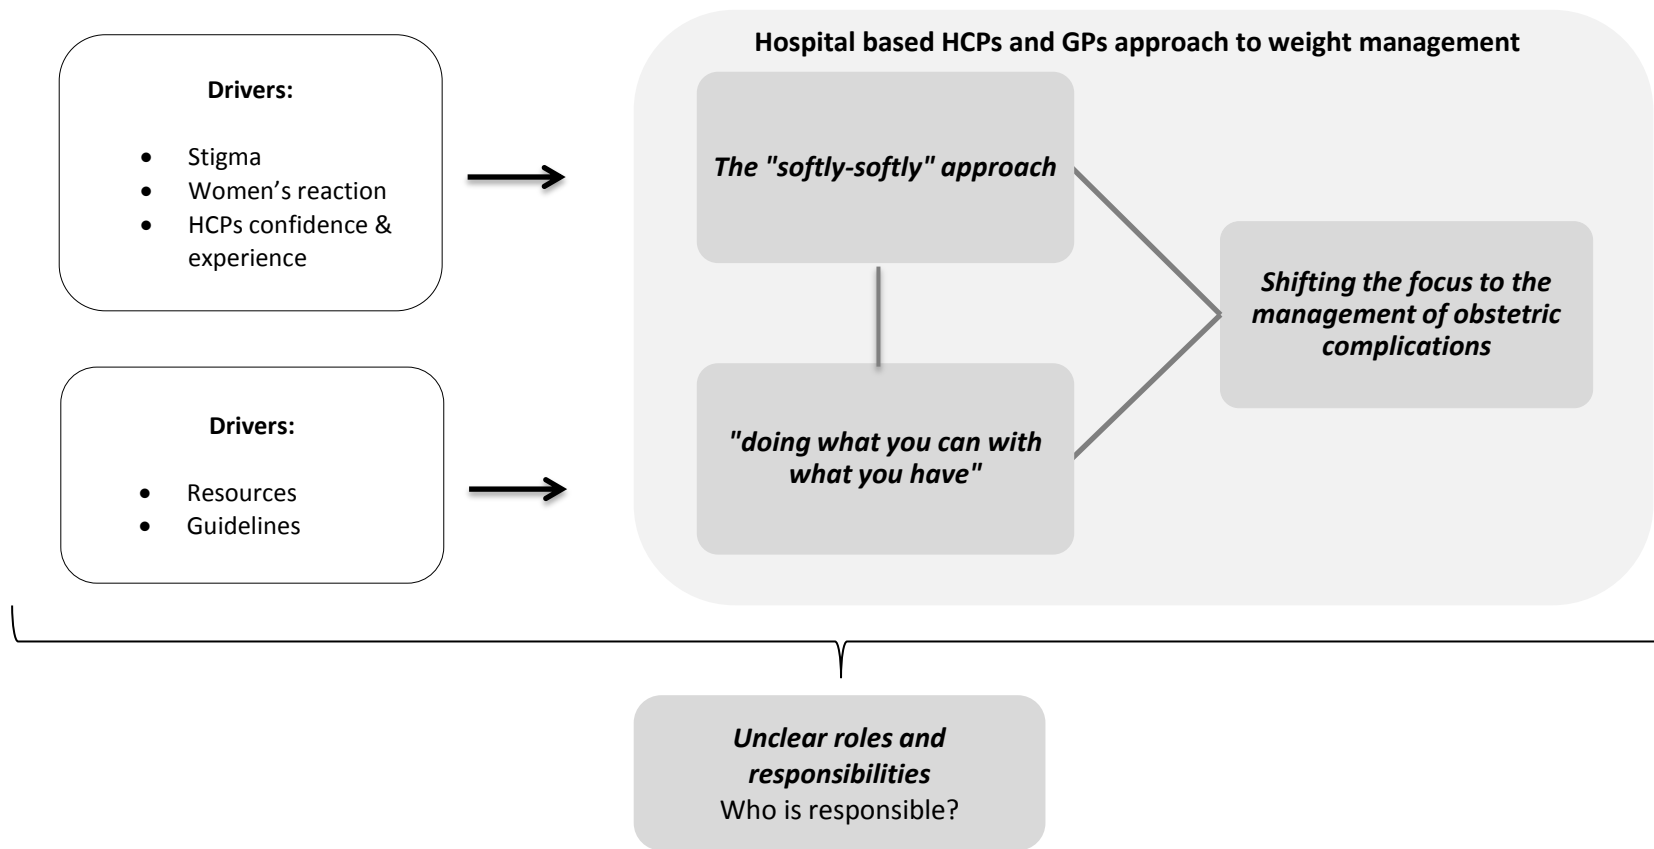 Drivers:
• Stigma
• Women’s reaction
• HCPs confidence &
experience
Drivers:
• Resources
• Guidelines
Hospital based HCPs and GPs approach to weight management
The "softly-softly" approach
"doing what you can with
what you have"
Shifting the focus to the
management of obstetric
complications
Unclear roles and
responsibilities
Who is responsible?